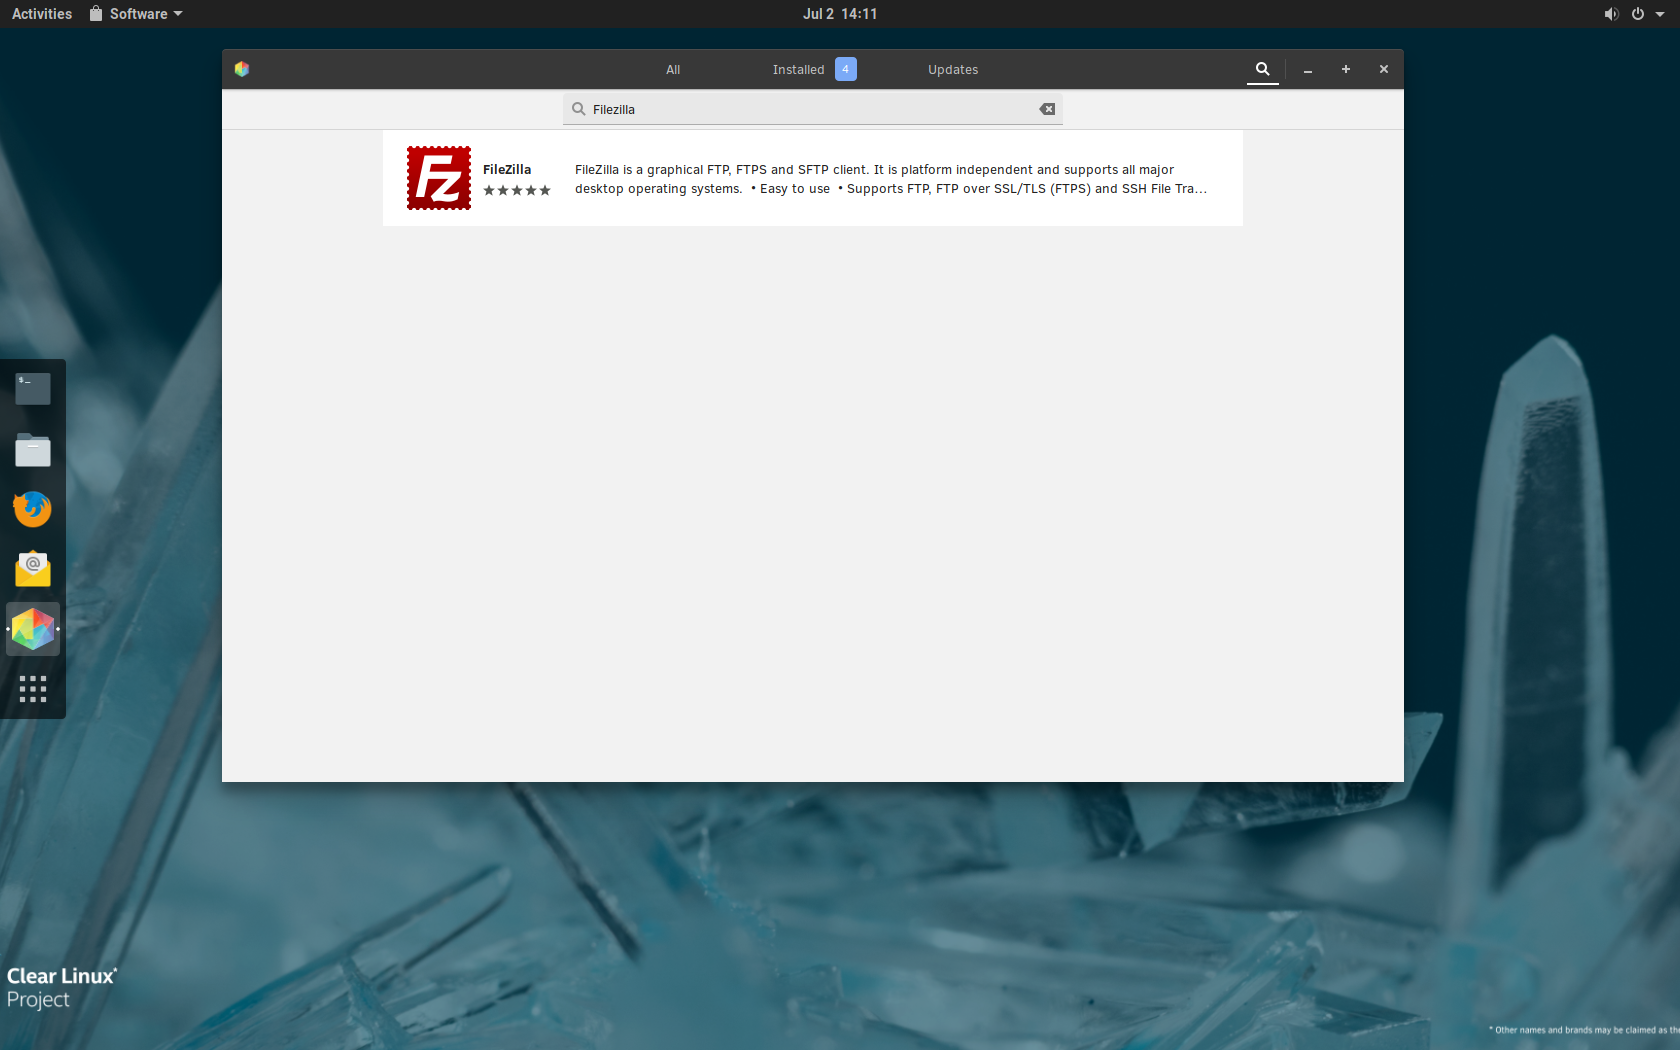 Activities Software Jul 2 14:11
All Installed 4 Updates
Filezilla
FileZilla
FileZilla is a graphical FTP, FTPS and SFTP client. It is platform independent and supports all major
desktop operating systems. • Easy to use • Supports FTP, FTP over SSL/TLS (FTPS) and SSH File Tra...
Fz
$ _
@
Clear Linux*
Project
* Other names and brands may be claimed as the